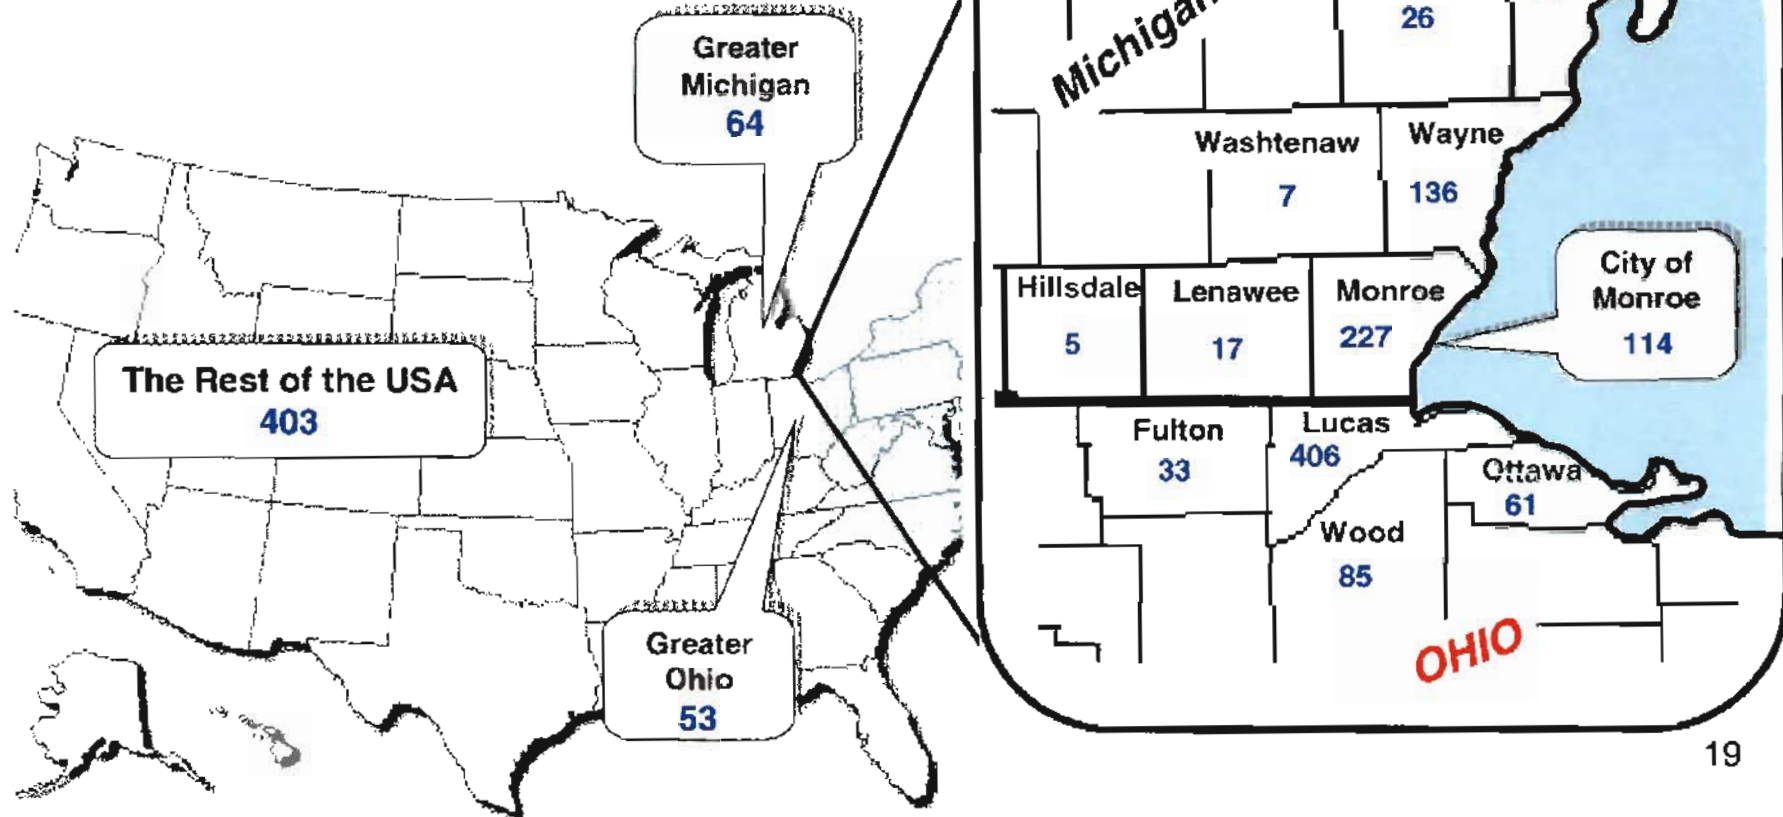 Greater
Michigan
64
The Rest of the USA
403
Greater
Ohio
53
Michigan
26
Washtenaw
7
Wayne
136
Hillsdale
5
Lenawee
17
Monroe
227
City of
Monroe
114
Fulton
33
Lucas
406
Ottawa
61
Wood
85
OHIO
19